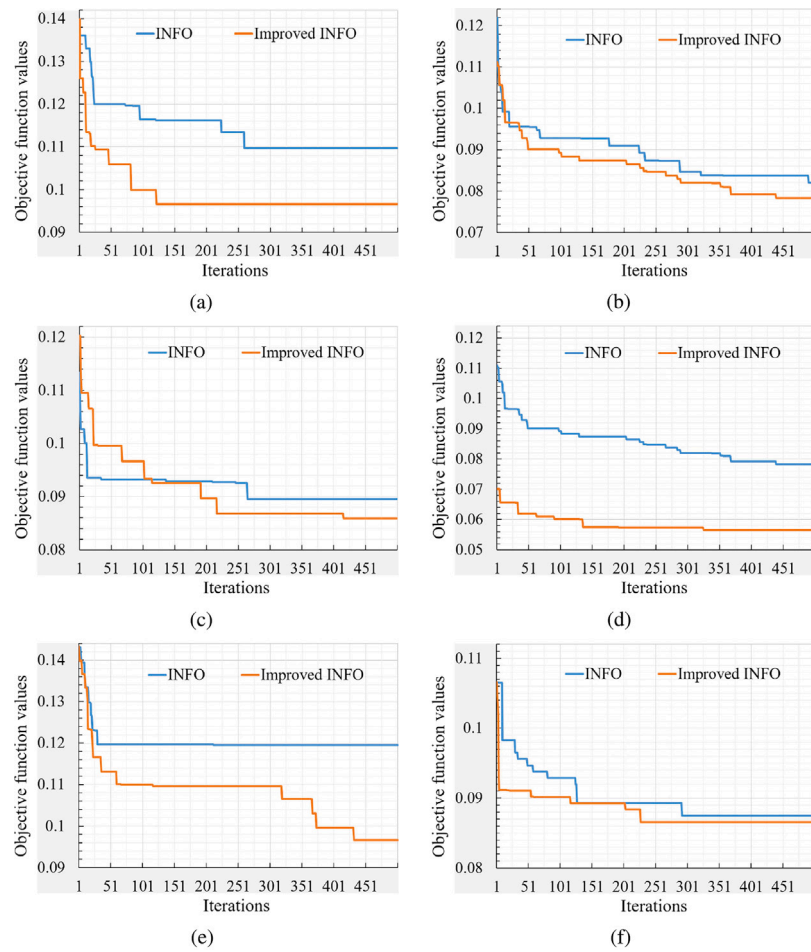 INFO Improved INFO
Objective function values
0.14
0.13
0.12
0.11
0.1
0.09
1 51 101 151 201 251 301 351 401 451
Iterations
(a)
INFO Improved INFO
Objective function values
0.12
0.11
0.1
0.09
0.08
0.07
1 51 101 151 201 251 301 351 401 451
Iterations
(b)
INFO Improved INFO
Objective function values
0.12
0.11
0.1
0.09
0.08
1 51 101 151 201 251 301 351 401 451
Iterations
(c)
INFO Improved INFO
Objective function values
0.12
0.11
0.1
0.09
0.08
0.07
0.06
0.05
1 51 101 151 201 251 301 351 401 451
Iterations
(d)
INFO Improved INFO
Objective function values
0.14
0.13
0.12
0.11
0.1
0.09
1 51 101 151 201 251 301 351 401 451
Iterations
(e)
INFO Improved INFO
Objective function values
0.11
0.1
0.09
0.08
1 51 101 151 201 251 301 351 401 451
Iterations
(f)